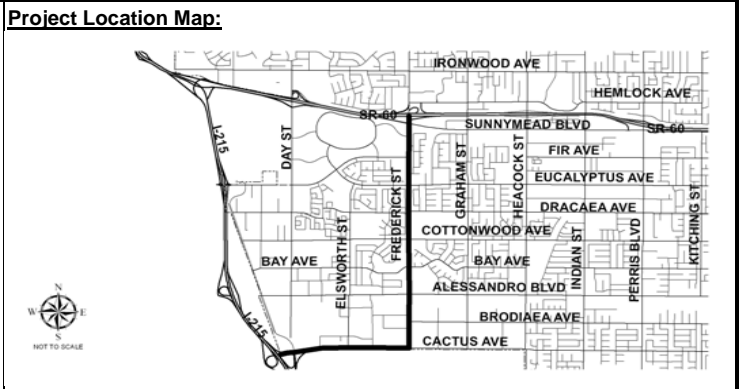 Project Location Map:
IRONWOOD AVE
HEMLOCK AVE
SR-60
SUNNYMEAD BLVD
SR-60
I-215
DAY ST
FIR AVE
EUCALYPTUS AVE
GRAHAM ST
HEACOCK ST
FREDERICK ST
DRACAEA AVE
KITCHING ST
COTTONWOOD AVE
ELSWORTH ST
BAY AVE
BAY AVE
INDIAN ST
PERRIS BLVD
ALESSANDRO BLVD
BRODIAEA AVE
I-215
CACTUS AVE
N
W
E
S
NOT TO SCALE